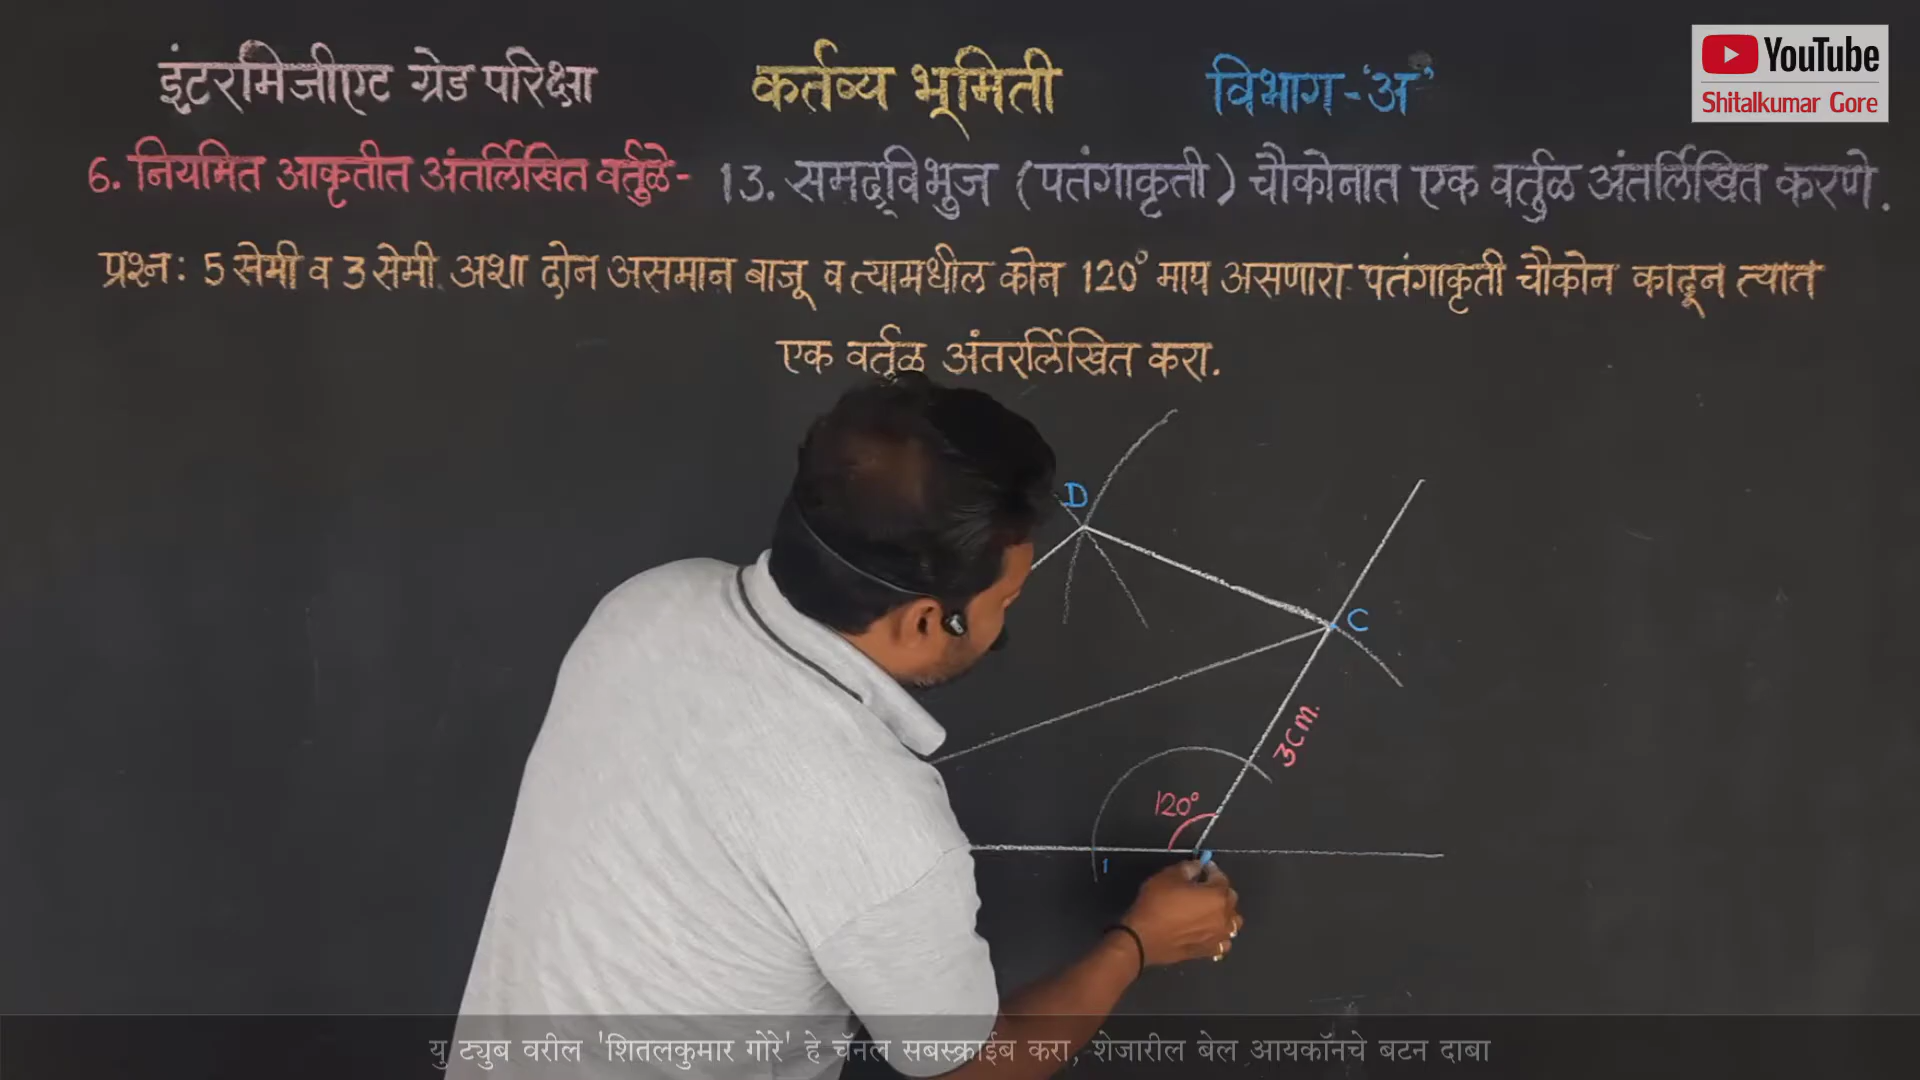 इंटरमिजीएट ग्रेड परिक्षा
कर्तव्य भूमिती
विभाग-'अ'
YouTube
Shitalkumar Gore
6. नियमित आकृतीत अंतर्लिखित वर्तुळे-
13. समद्विभुज (पतंगाकृती) चौकोनात एक वर्तुळ अंतर्लिखित करणे.
प्रश्न: 5 सेमी व 3 सेमी अशा दोन असमान बाजू व त्यामधील कोन 120° माप असणारा पतंगाकृती चौकोन काढून त्यात
एक वर्तुळ अंतरर्लिखित करा.
D
C
3cm.
120°
1
यु ट्युब वरील 'शितलकुमार गोरे' हे चॅनल सबस्क्राईब करा, शेजारील बेल आयकॉनचे बटन दाबा